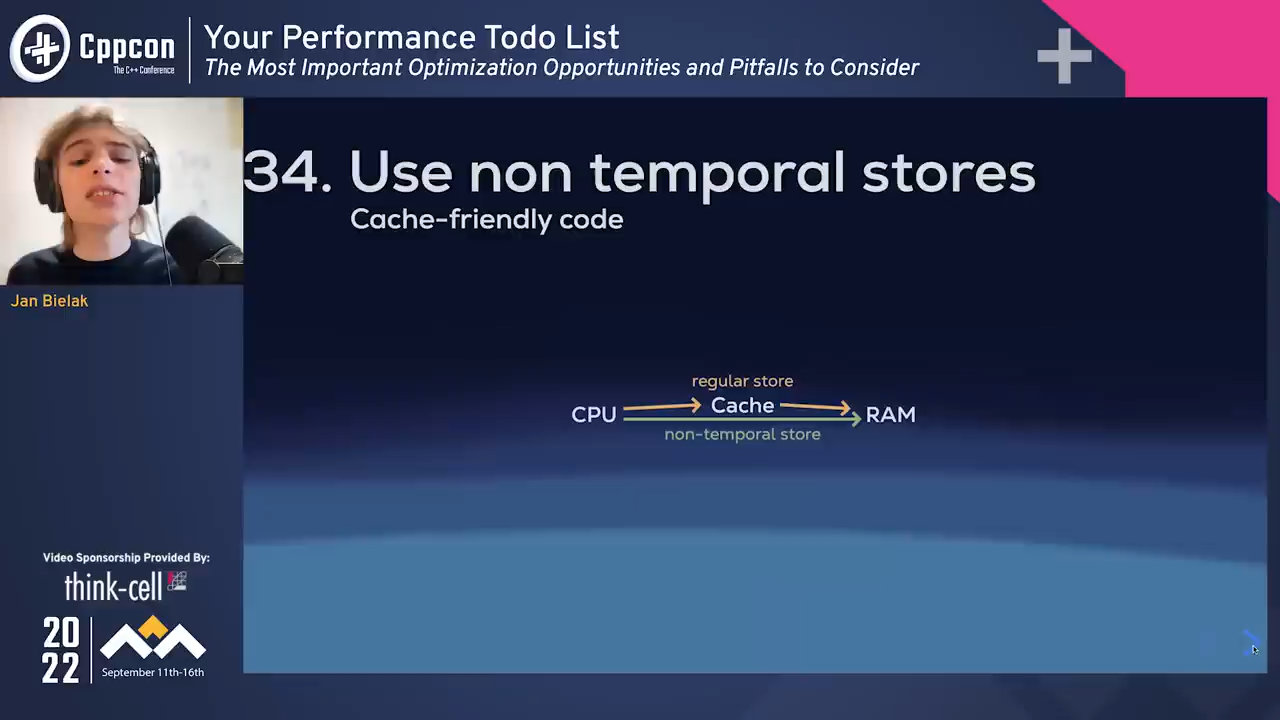 Cppcon
The C++ Conference
Your Performance Todo List
The Most Important Optimization Opportunities and Pitfalls to Consider
34. Use non temporal stores
Cache-friendly code
Jan Bielak
regular store
CPU Cache RAM
non-temporal store
Video Sponsorship Provided By:
think-cell
20
22
September 11th-16th